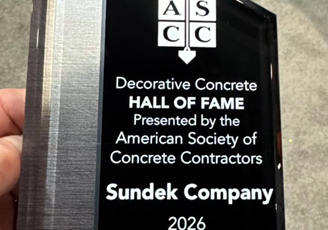 A S
C C
Decorative Concrete
HALL OF FAME
Presented by the
American Society of
Concrete Contractors
Sundek Company
2026